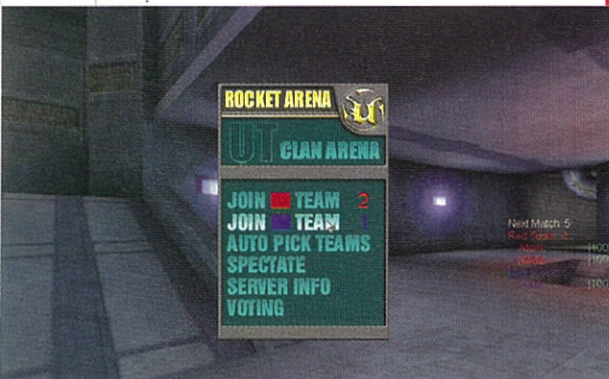 ROCKET ARENA
UT CLAN ARENA
JOIN TEAM 2
JOIN TEAM 1
AUTO PICK TEAMS
SPECTATE
SERVER INFO
VOTING
Next Match: 5